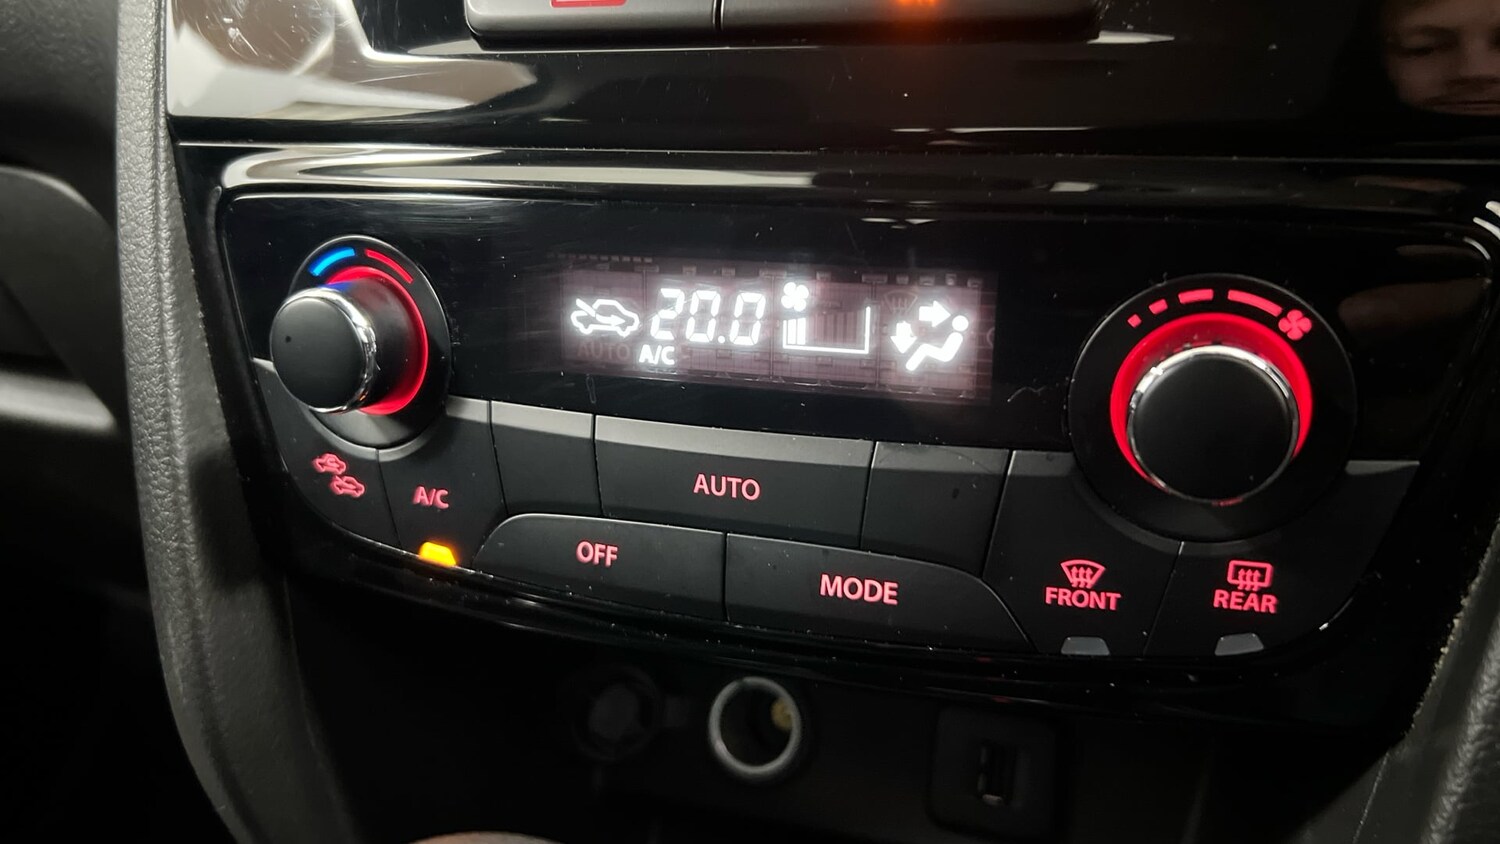 20.0
AUTO A/C
A/C
AUTO
OFF
MODE
FRONT
REAR